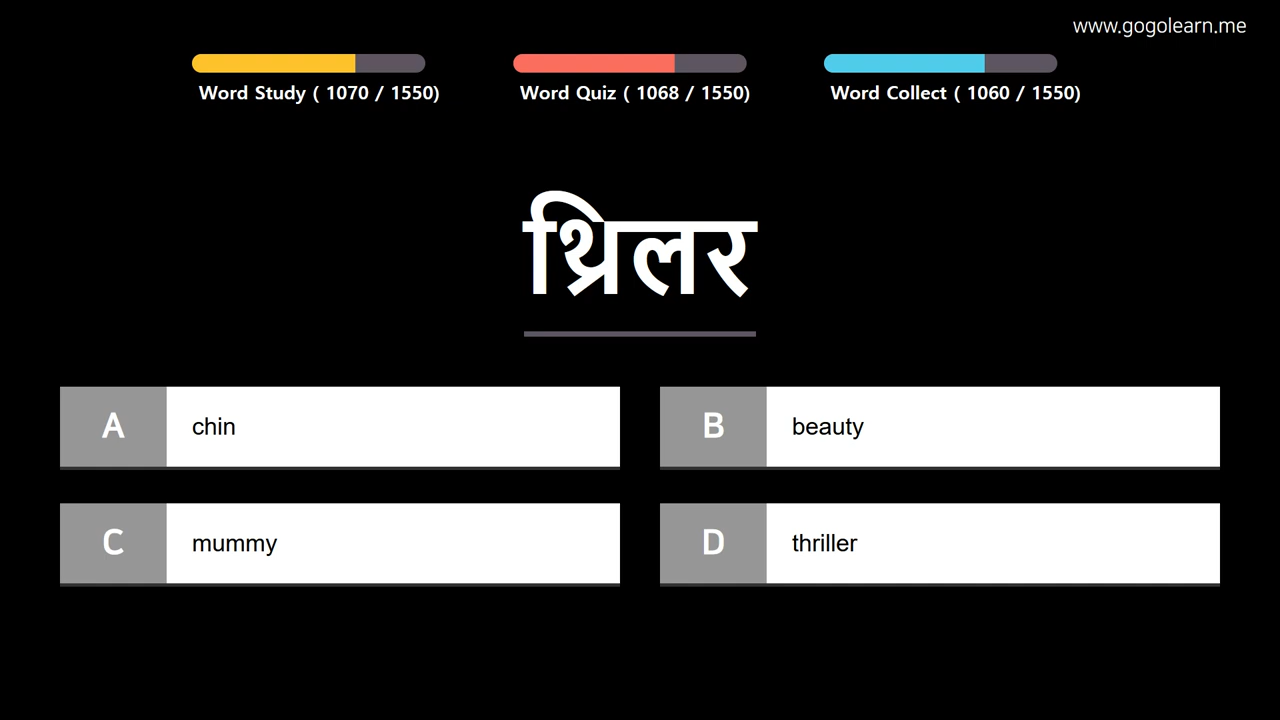 www.gogolearn.me
Word Study ( 1070 / 1550)
Word Quiz ( 1068 / 1550)
Word Collect ( 1060 / 1550)
थ्रिलर
A chin
B beauty
C mummy
D thriller